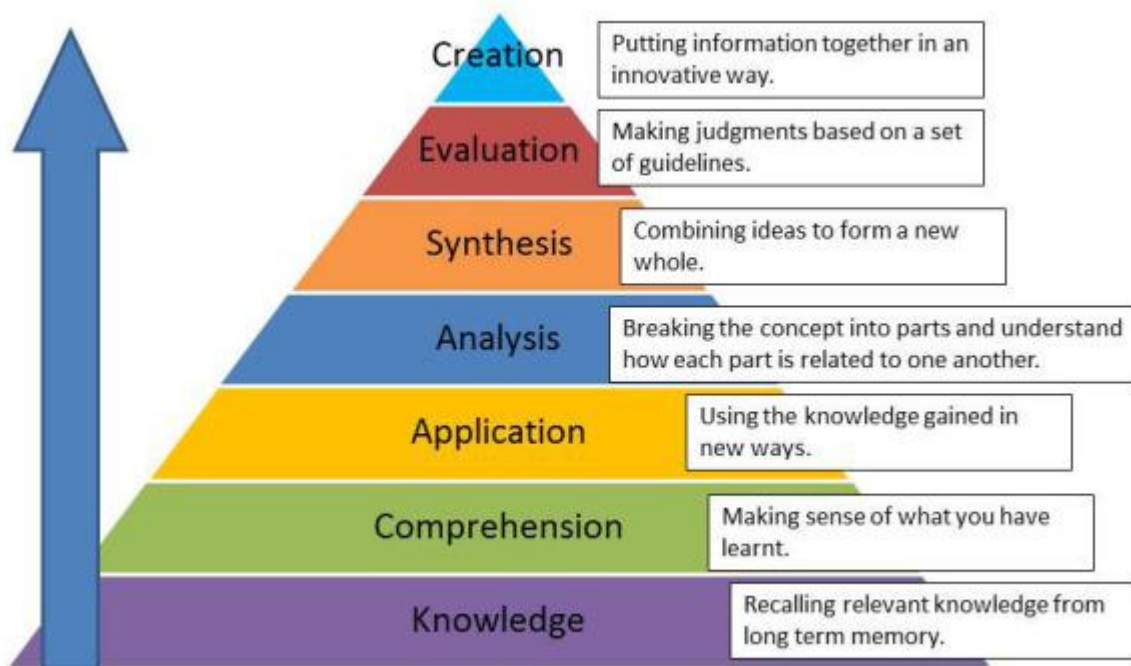 Creation
Putting information together in an
innovative way.
Evaluation
Making judgments based on a set
of guidelines.
Synthesis
Combining ideas to form a new
whole.
Analysis
Breaking the concept into parts and understand
how each part is related to one another.
Application
Using the knowledge gained in
new ways.
Comprehension
Making sense of what you have
learnt.
Knowledge
Recalling relevant knowledge from
long term memory.